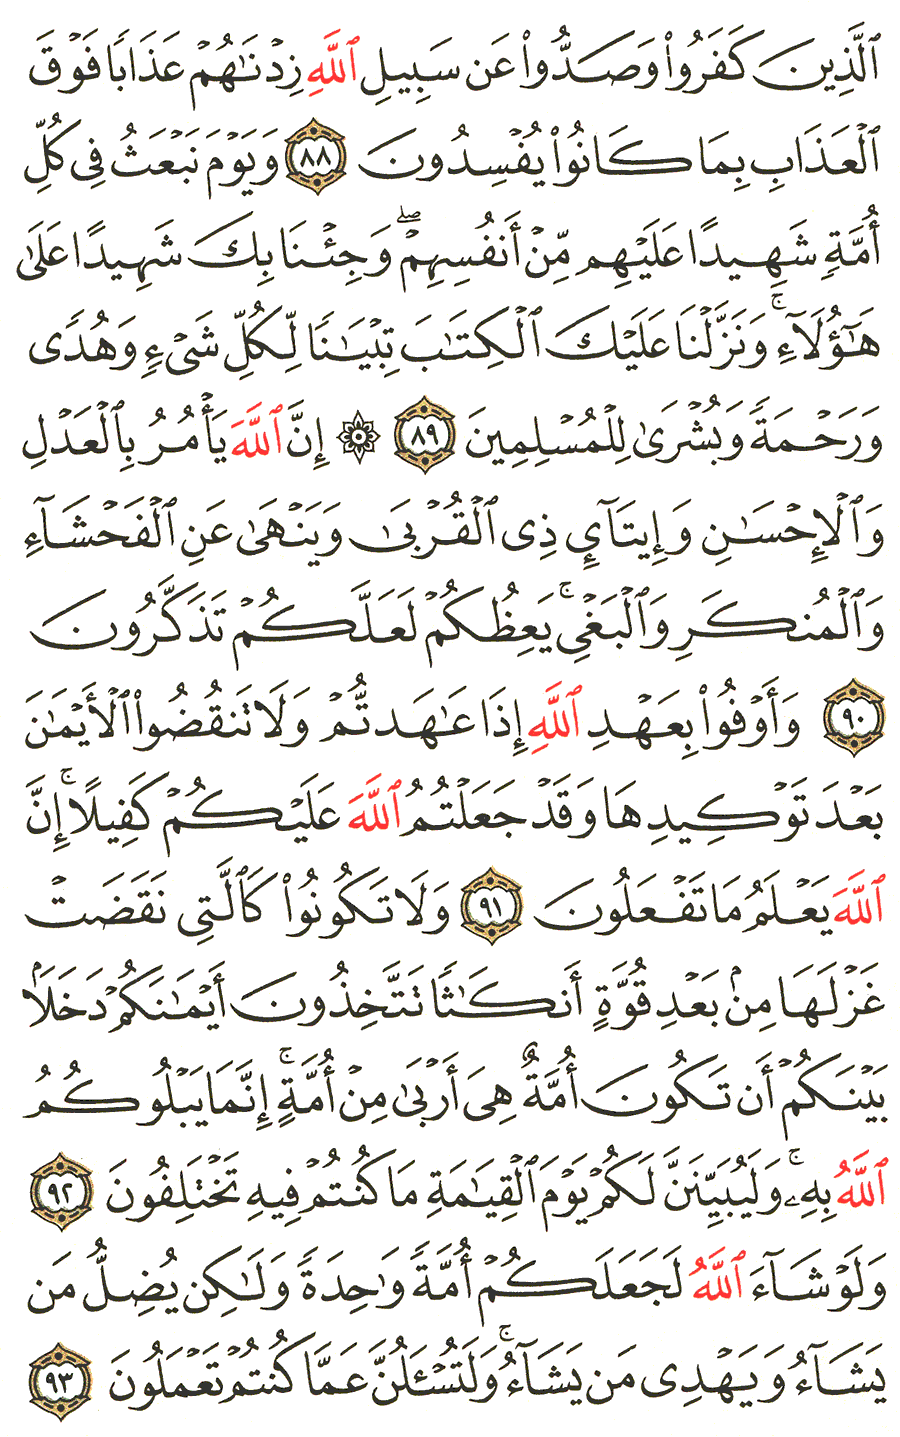 ٱلَّذِينَ كَفَرُوا۟ وَصَدُّوا۟ عَن سَبِيلِ ٱللَّهِ زِدْنَـٰهُمْ عَذَابًا فَوْقَ
ٱلْعَذَابِ بِمَا كَانُوا۟ يُفْسِدُونَ ٨٨ وَيَوْمَ نَبْعَثُ فِى كُلِّ
أُمَّةٍ شَهِيدًا عَلَيْهِم مِّنْ أَنفُسِهِمْ ۖ وَجِئْنَا بِكَ شَهِيدًا عَلَىٰ
هَـٰٓؤُلَآءِ ۚ وَنَزَّلْنَا عَلَيْكَ ٱلْكِتَـٰبَ تِبْيَـٰنًا لِّكُلِّ شَىْءٍ وَهُدًى
وَرَحْمَةً وَبُشْرَىٰ لِلْمُسْلِمِينَ ٨٩ ۞ إِنَّ ٱللَّهَ يَأْمُرُ بِٱلْعَدْلِ
وَٱلْإِحْسَـٰنِ وَإِيتَآئِ ذِى ٱلْقُرْبَىٰ وَيَنْهَىٰ عَنِ ٱلْفَحْشَآءِ
وَٱلْمُنكَرِ وَٱلْبَغْىِ ۚ يَعِظُكُمْ لَعَلَّكُمْ تَذَكَّرُونَ
٩٠ وَأَوْفُوا۟ بِعَهْدِ ٱللَّهِ إِذَا عَـٰهَدتُّمْ وَلَا تَنقُضُوا۟ ٱلْأَيْمَـٰنَ
بَعْدَ تَوْكِيدِهَا وَقَدْ جَعَلْتُمُ ٱللَّهَ عَلَيْكُمْ كَفِيلًا ۚ إِنَّ
ٱللَّهَ يَعْلَمُ مَا تَفْعَلُونَ ٩١ وَلَا تَكُونُوا۟ كَٱلَّتِى نَقَضَتْ
غَزْلَهَا مِنۢ بَعْدِ قُوَّةٍ أَنكَـٰثًا تَتَّخِذُونَ أَيْمَـٰنَكُمْ دَخَلًۢا
بَيْنَكُمْ أَن تَكُونَ أُمَّةٌ هِىَ أَرْبَىٰ مِنْ أُمَّةٍ ۚ إِنَّمَا يَبْلُوكُمُ
ٱللَّهُ بِهِۦ ۚ وَلَيُبَيِّنَنَّ لَكُمْ يَوْمَ ٱلْقِيَـٰمَةِ مَا كُنتُمْ فِيهِ تَخْتَلِفُونَ ٩٢
وَلَوْ شَآءَ ٱللَّهُ لَجَعَلَكُمْ أُمَّةً وَٰحِدَةً وَلَـٰكِن يُضِلُّ مَن
يَشَآءُ وَيَهْدِى مَن يَشَآءُ ۚ وَلَتُسْـَٔلُنَّ عَمَّا كُنتُمْ تَعْمَلُونَ ٩٣